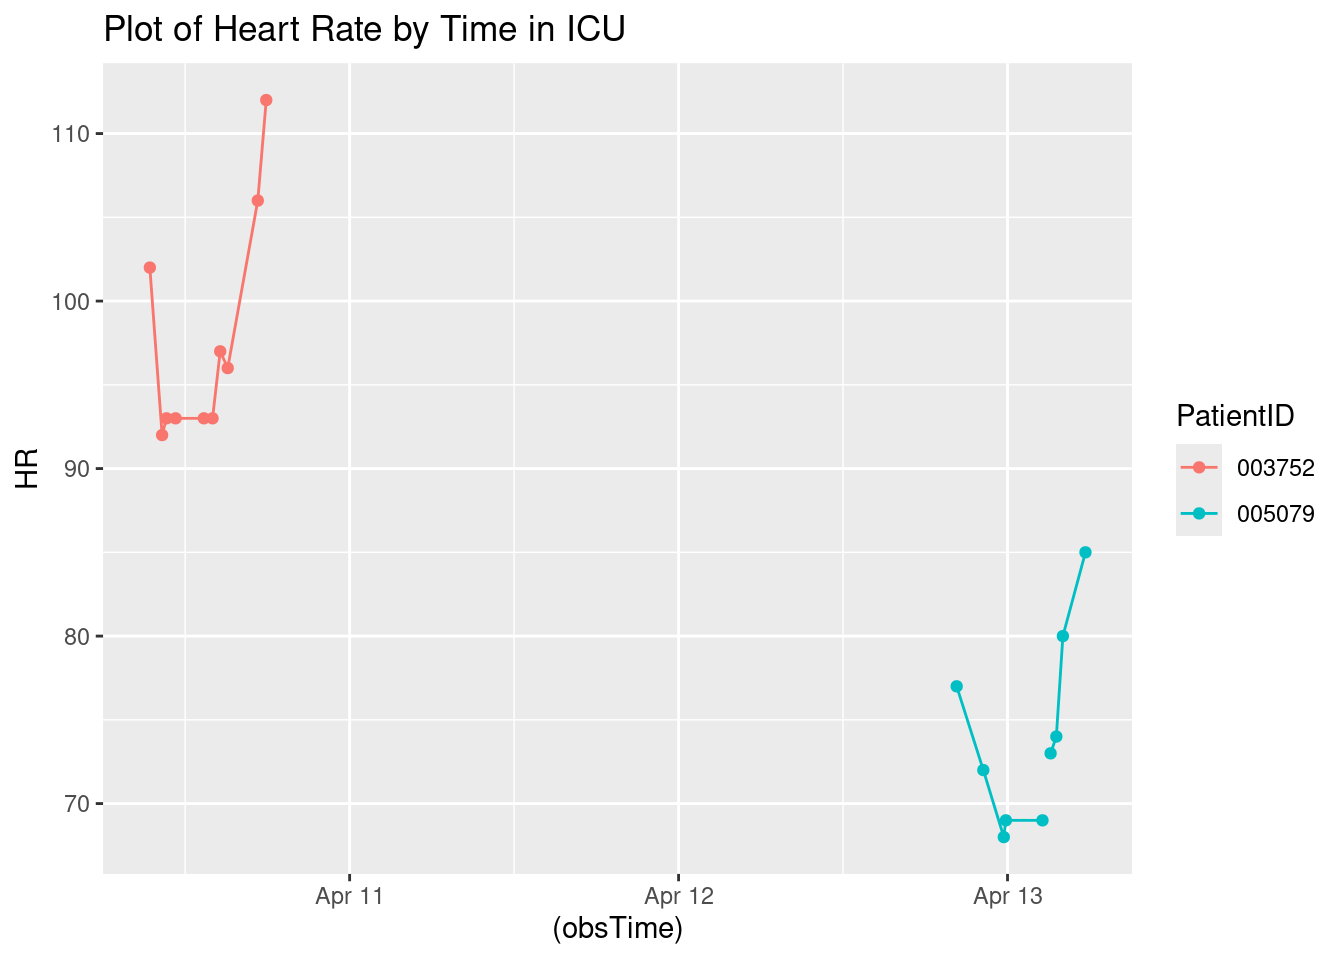 Plot of Heart Rate by Time in ICU
110
100
90
80
70
HR
Apr 11
Apr 12
Apr 13
(obsTime)
PatientID
003752
005079